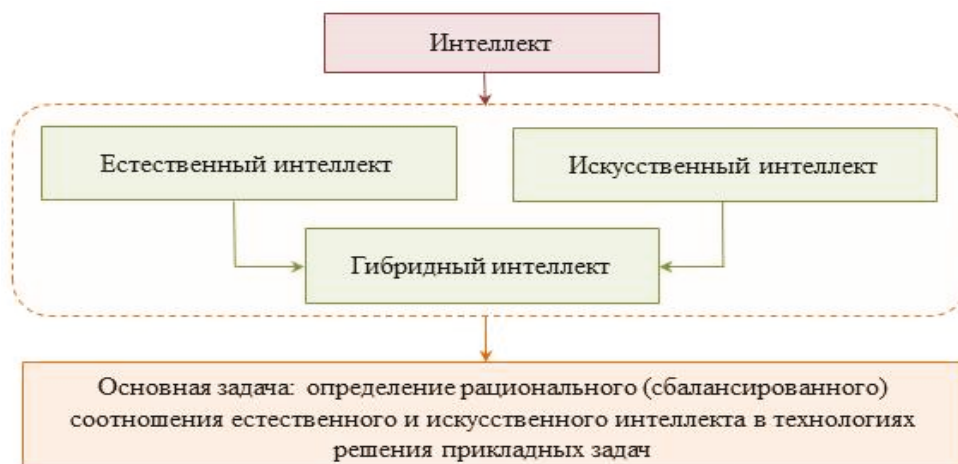 Интеллект
Естественный интеллект
Искусственный интеллект
Гибридный интеллект
Основная задача: определение рационального (сбалансированного)
соотношения естественного и искусственного интеллекта в технологиях
решения прикладных задач